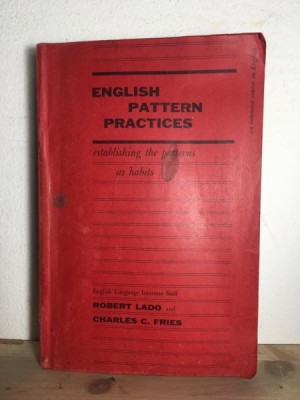 ENGLISH
PATTERN
PRACTICES
establishing the patterns
as habits
English Language Institute Staff
ROBERT LADO and
CHARLES C. FRIES